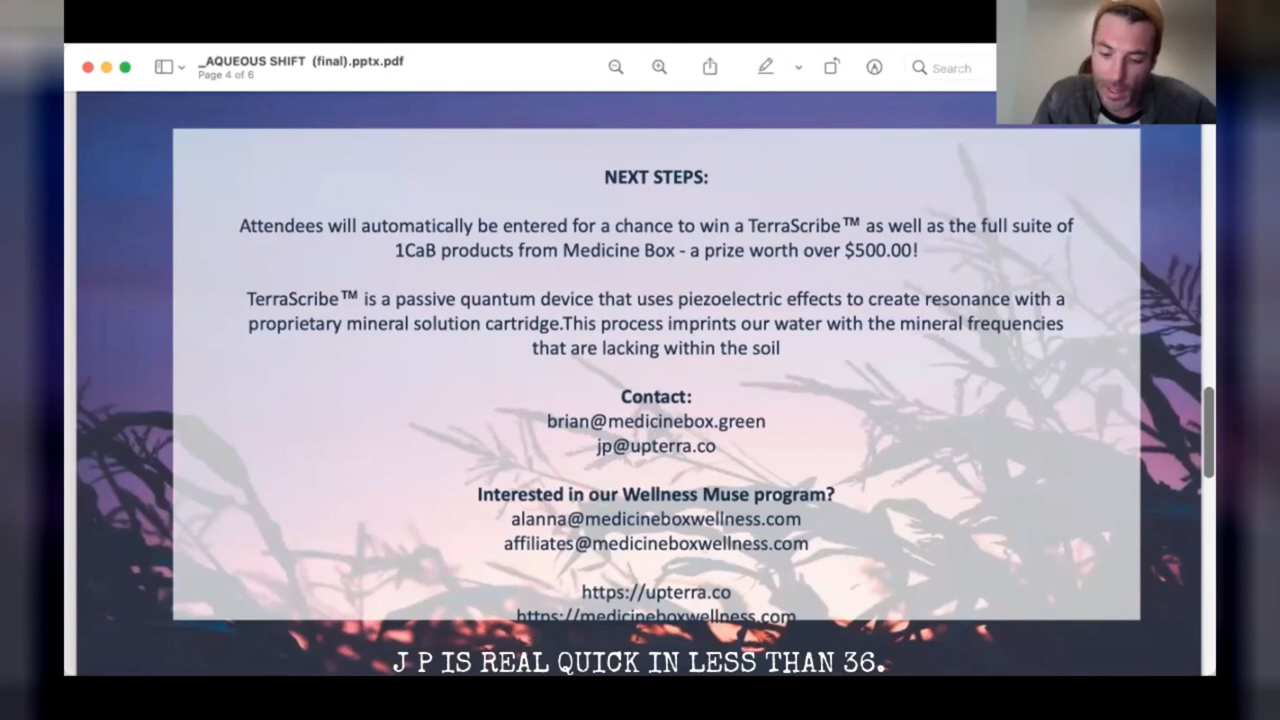 _AQUEOUS SHIFT (final).pptx.pdf
Page 4 of 6
Search
NEXT STEPS:
Attendees will automatically be entered for a chance to win a TerraScribe™ as well as the full suite of
1CaB products from Medicine Box - a prize worth over $500.00!
TerraScribe™ is a passive quantum device that uses piezoelectric effects to create resonance with a
proprietary mineral solution cartridge.This process imprints our water with the mineral frequencies
that are lacking within the soil
Contact:
brian@medicinebox.green
jp@upterra.co
Interested in our Wellness Muse program?
alanna@medicineboxwellness.com
affiliates@medicineboxwellness.com
https://upterra.co
https://medicineboxwellness.com
J P IS REAL QUICK IN LESS THAN 36.